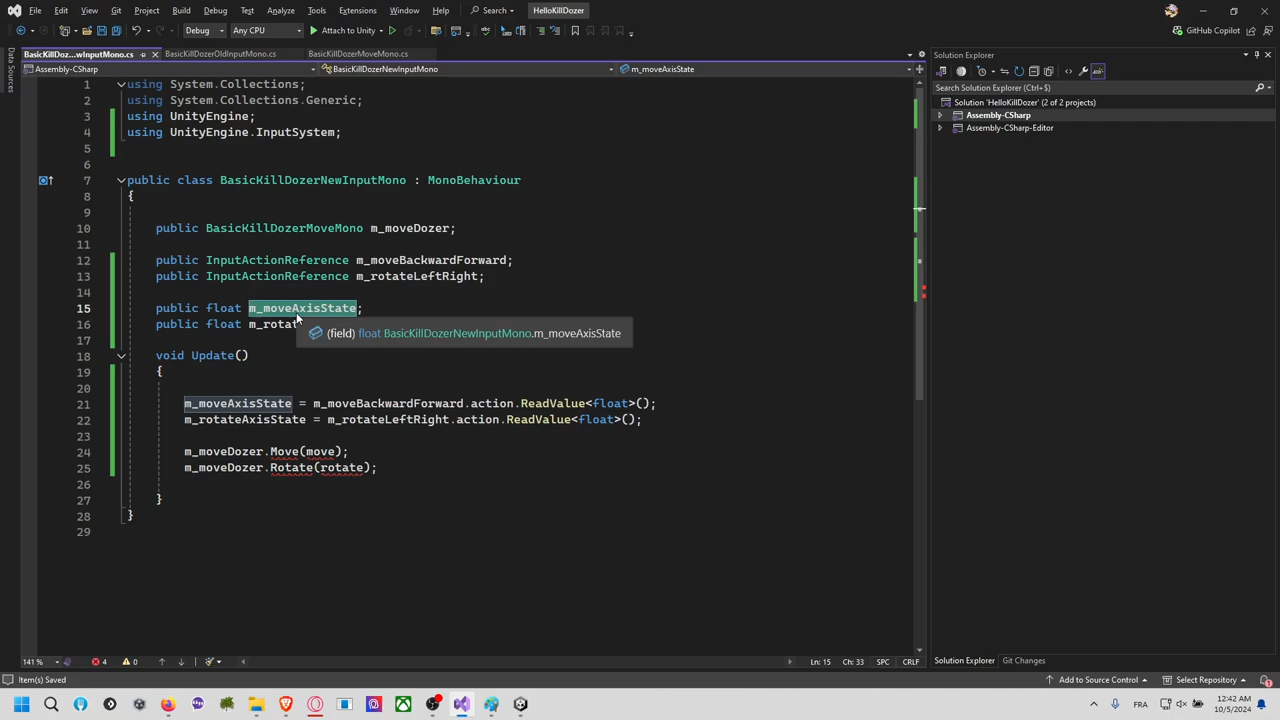 File Edit View Git Project Build Debug Test Analyze Tools Extensions Window Help Search HelloKillDozer
Debug Any CPU Attach to Unity GitHub Copilot
Data Sources
BasicKillDoz...wInputMono.cs BasicKillDozerOldInputMono.cs BasicKillDozerMoveMono.cs
Assembly-CSharp BasicKillDozerNewInputMono m_moveAxisState
1 using System.Collections;
2 using System.Collections.Generic;
3 using UnityEngine;
4 using UnityEngine.InputSystem;
5
6
7 public class BasicKillDozerNewInputMono : MonoBehaviour
8 {
9
10 public BasicKillDozerMoveMono m_moveDozer;
11
12 public InputActionReference m_moveBackwardForward;
13 public InputActionReference m_rotateLeftRight;
14
15 public float m_moveAxisState;
16 public float m_rotat
(field) float BasicKillDozerNewInputMono.m_moveAxisState
17
18 void Update()
19 {
20
21 m_moveAxisState = m_moveBackwardForward.action.ReadValue<float>();
22 m_rotateAxisState = m_rotateLeftRight.action.ReadValue<float>();
23
24 m_moveDozer.Move(move);
25 m_moveDozer.Rotate(rotate);
26
27 }
28 }
29
Solution Explorer
Search Solution Explorer (Ctrl+$)
Solution 'HelloKillDozer' (2 of 2 projects)
Assembly-CSharp
Assembly-CSharp-Editor
141 % 4 0 Ln: 15 Ch: 33 SPC CRLF
Solution Explorer Git Changes
Item(s) Saved Add to Source Control Select Repository
FRA 12:42 AM
10/5/2024